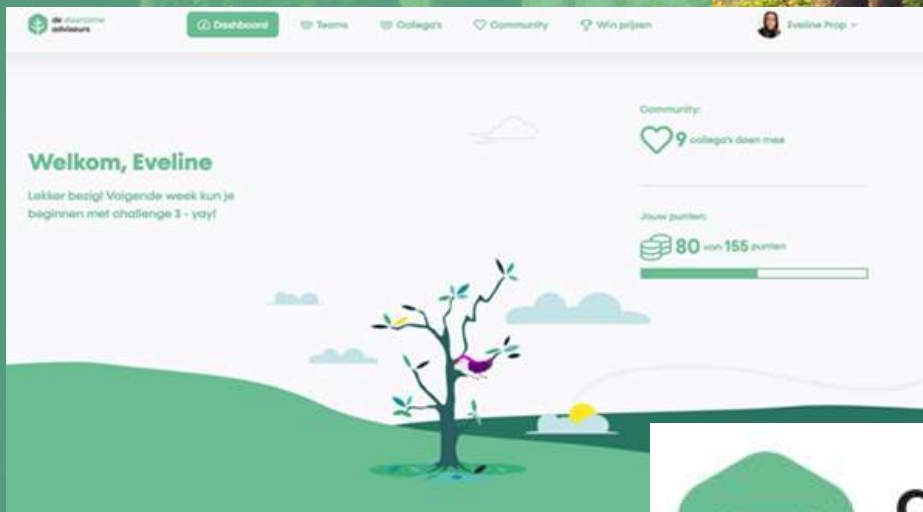 de duurzame
adviseurs
Dashboard
Teams
Collega's
Community
Win prijzen
Eveline Prop
Welkom, Eveline
Lekker bezig! Volgende week kun je
beginnen met challenge 3 - yay!
Community:
9 collega's doen mee
Jouw punten:
80 van 155 punten